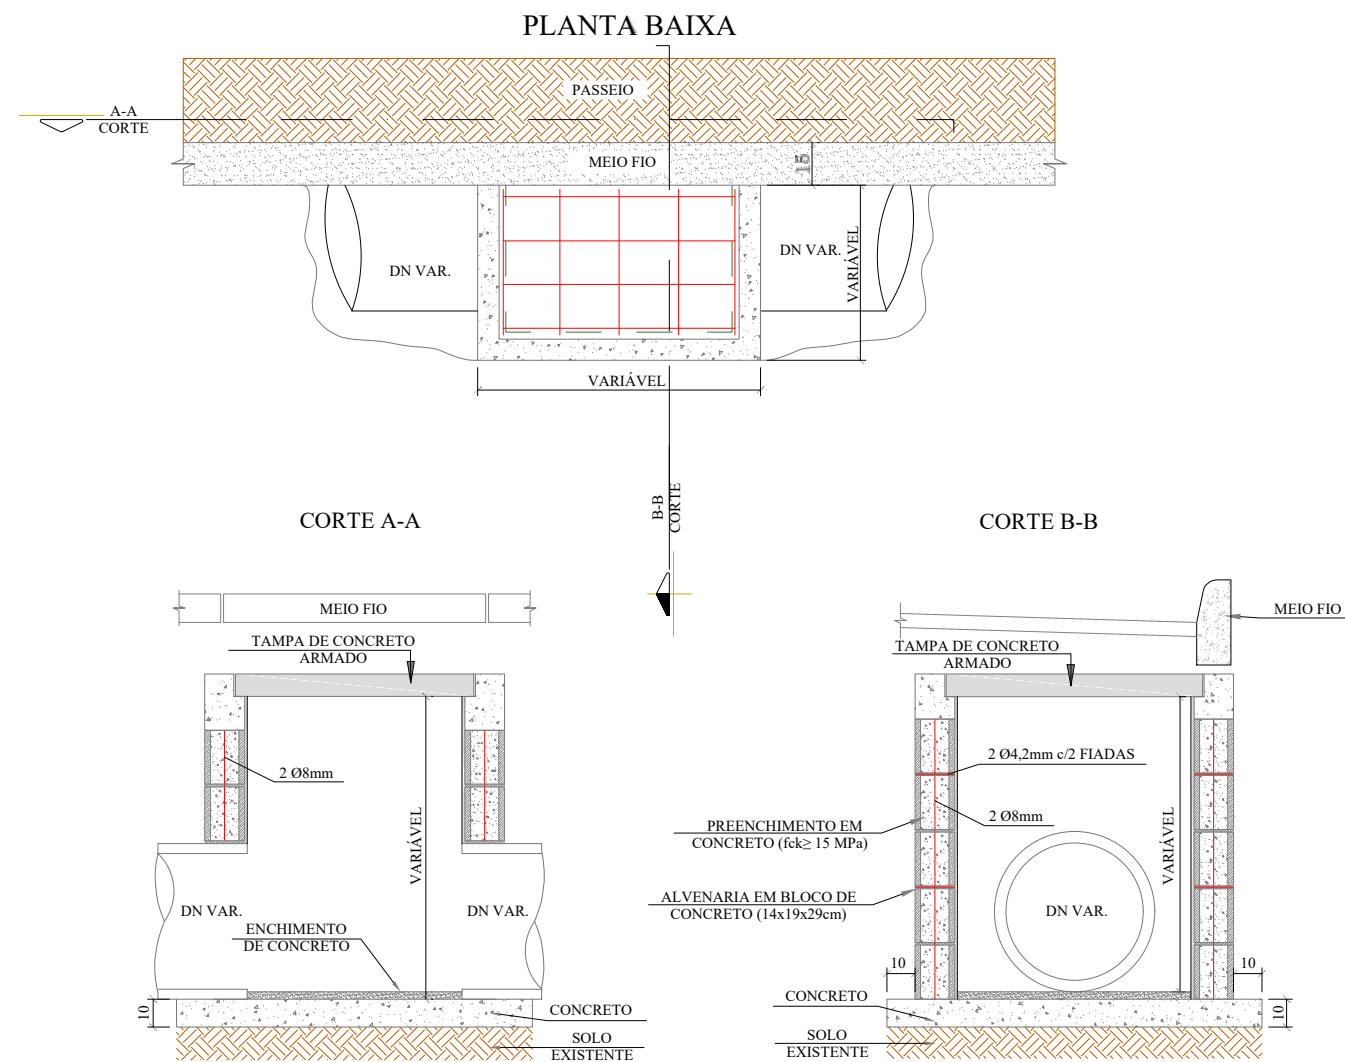 PLANTA BAIXA
PASSEIO
A-A
CORTE
MEIO FIO
15
DN VAR.
DN VAR.
VARIÁVEL
VARIÁVEL
B-B
CORTE
CORTE A-A
MEIO FIO
TAMPA DE CONCRETO
ARMADO
2 Ø8mm
VARIÁVEL
DN VAR.
DN VAR.
ENCHIMENTO
DE CONCRETO
10
CONCRETO
SOLO
EXISTENTE
CORTE B-B
MEIO FIO
TAMPA DE CONCRETO
ARMADO
2 Ø4,2mm c/2 FIADAS
2 Ø8mm
PREENCHIMENTO EM
CONCRETO (fck≥ 15 MPa)
VARIÁVEL
ALVENARIA EM BLOCO DE
CONCRETO (14x19x29cm)
DN VAR.
10
10
CONCRETO
10
SOLO
EXISTENTE